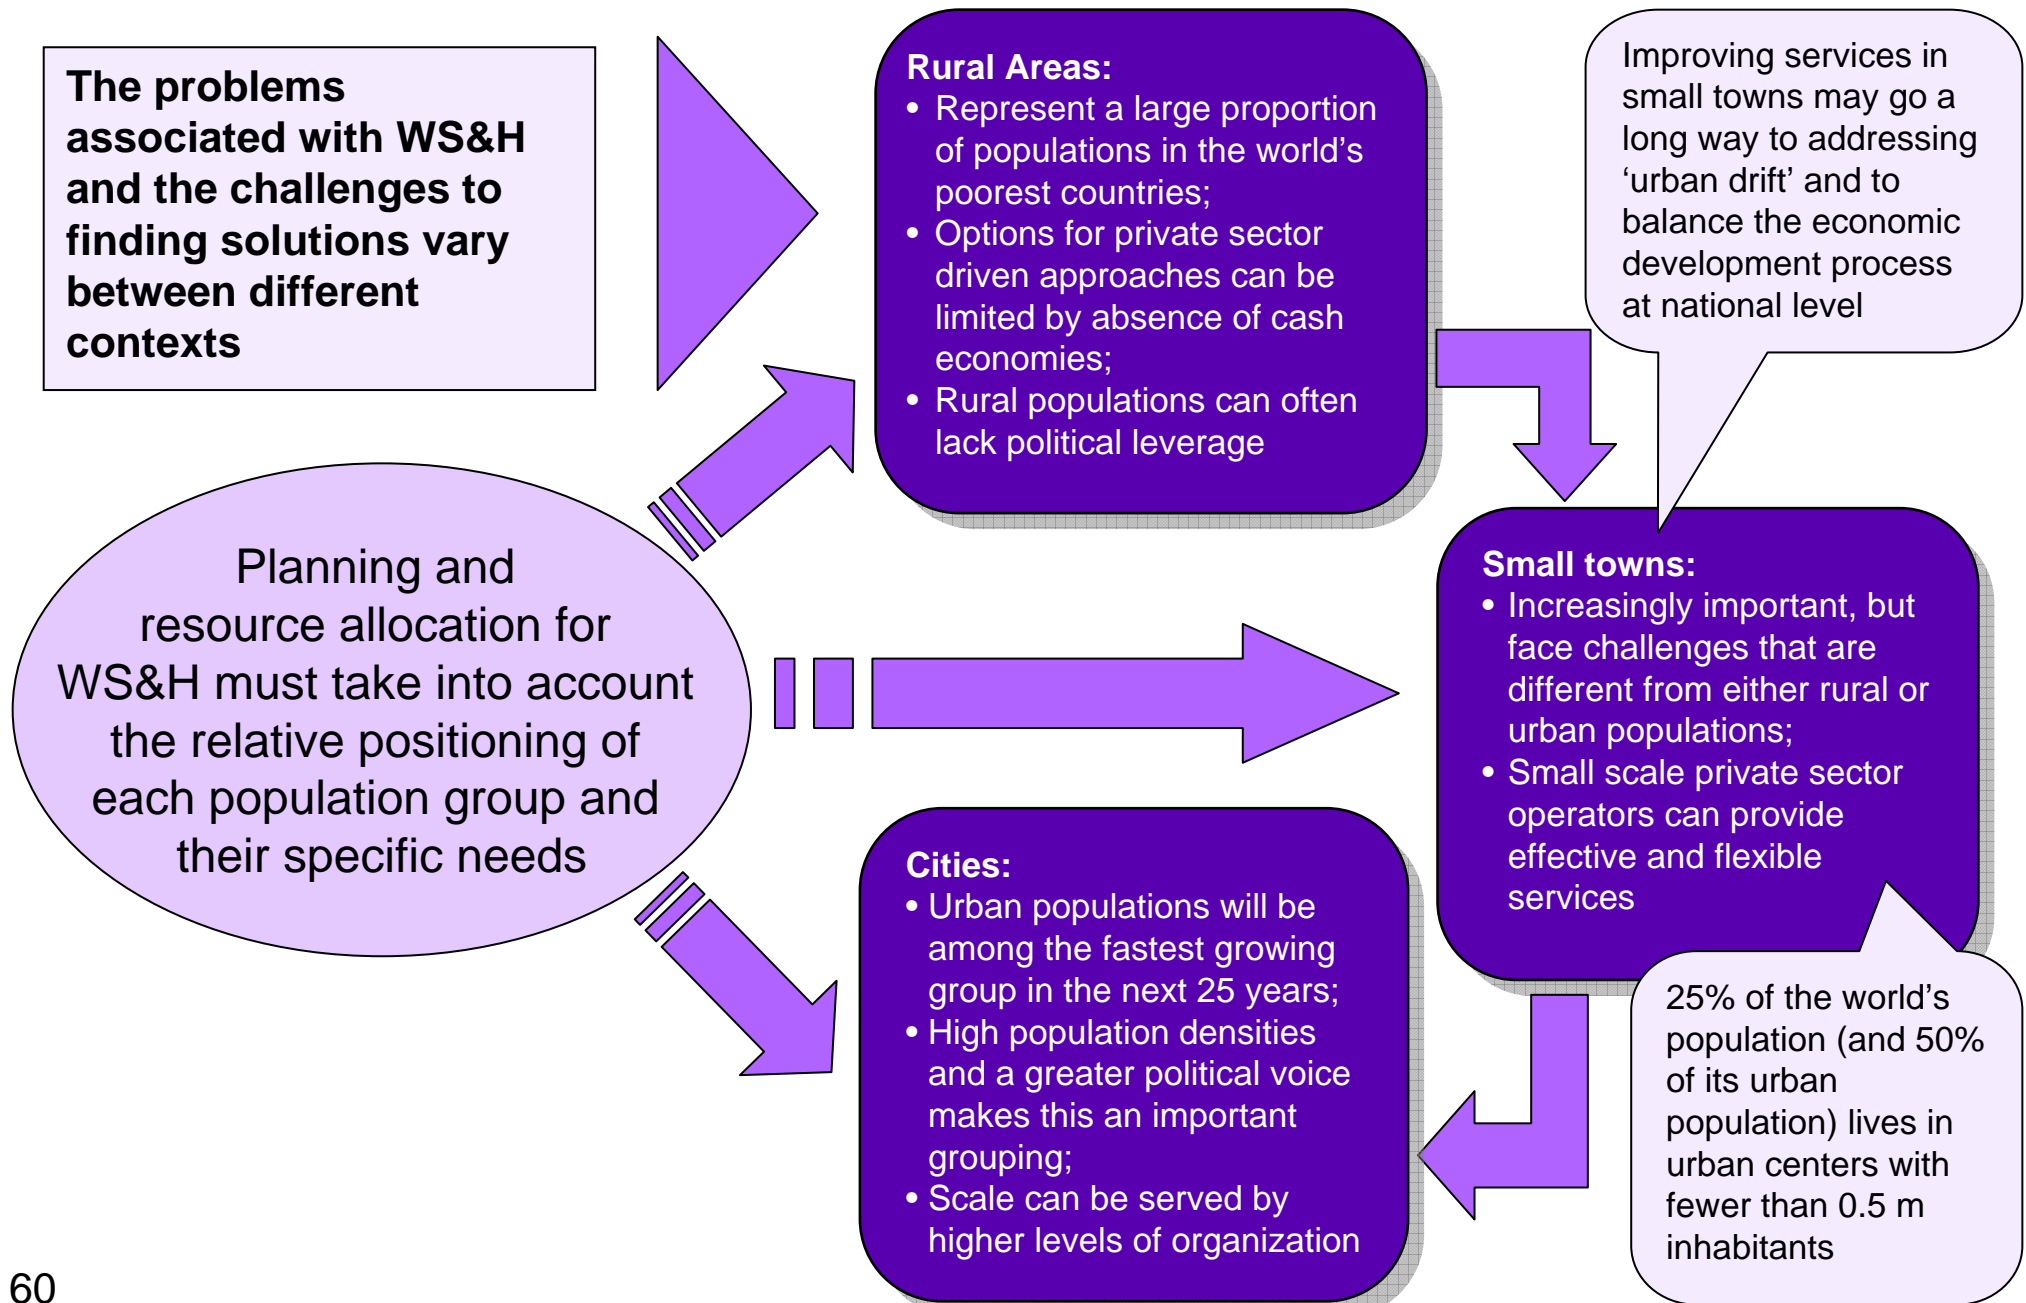 The problems
associated with WS&H
and the challenges to
finding solutions vary
between different
contexts
Rural Areas:
• Represent a large proportion
of populations in the world's
poorest countries;
• Options for private sector
driven approaches can be
limited by absence of cash
economies;
• Rural populations can often
lack political leverage
Improving services in
small towns may go a
long way to addressing
‘urban drift’ and to
balance the economic
development process
at national level
Planning and
resource allocation for
WS&H must take into account
the relative positioning of
each population group and
their specific needs
Small towns:
• Increasingly important, but
face challenges that are
different from either rural or
urban populations;
• Small scale private sector
operators can provide
effective and flexible
services
Cities:
• Urban populations will be
among the fastest growing
group in the next 25 years;
• High population densities
and a greater political voice
makes this an important
grouping;
• Scale can be served by
higher levels of organization
25% of the world’s
population (and 50%
of its urban
population) lives in
urban centers with
fewer than 0.5 m
inhabitants
60